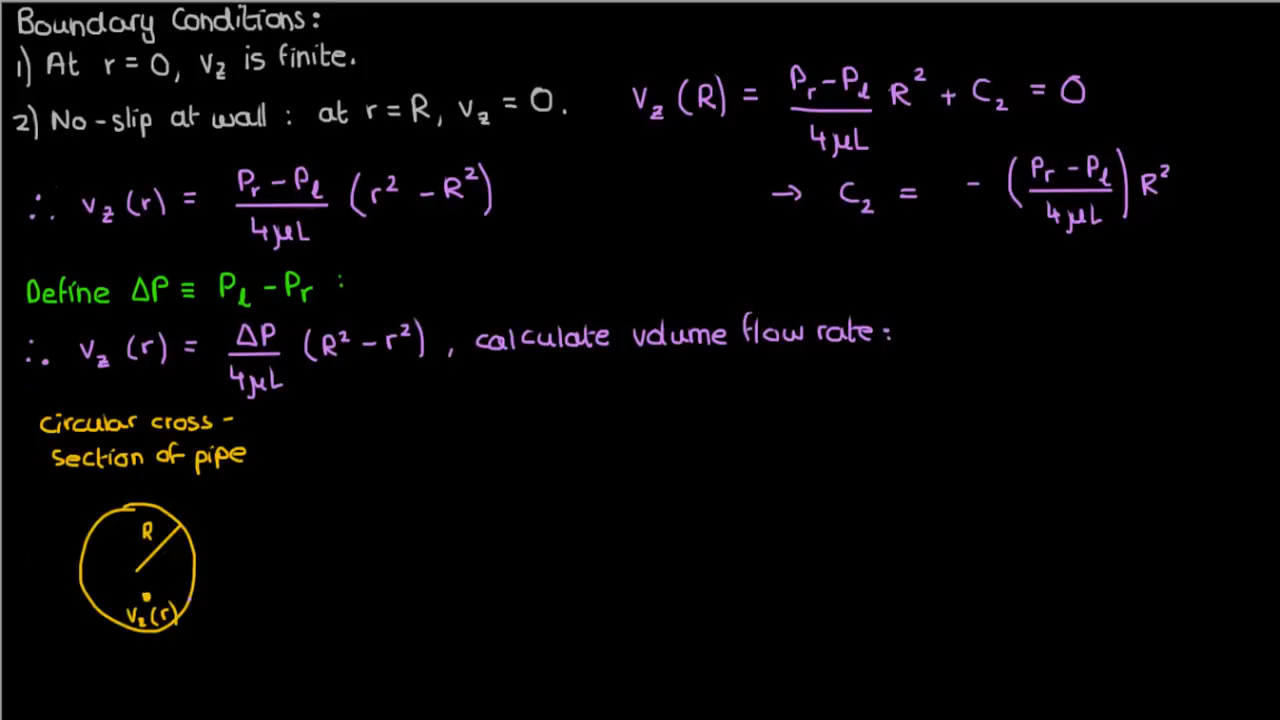 Boundary Conditions:
1) At r = 0, v_z is finite.
2) No-slip at wall : at r = R, v_z = 0.
v_z (R) = (P_r - P_l)/(4μL) R² + C₂ = 0
→ C₂ = - ((P_r - P_l)/(4μL)) R²
∴ v_z (r) = (P_r - P_l)/(4μL) (r² - R²)
Define ΔP ≡ P_l - P_r :
∴ v_z (r) = ΔP/(4μL) (R² - r²) , calculate volume flow rate:
Circular cross-
section of pipe
R
v_z(r)